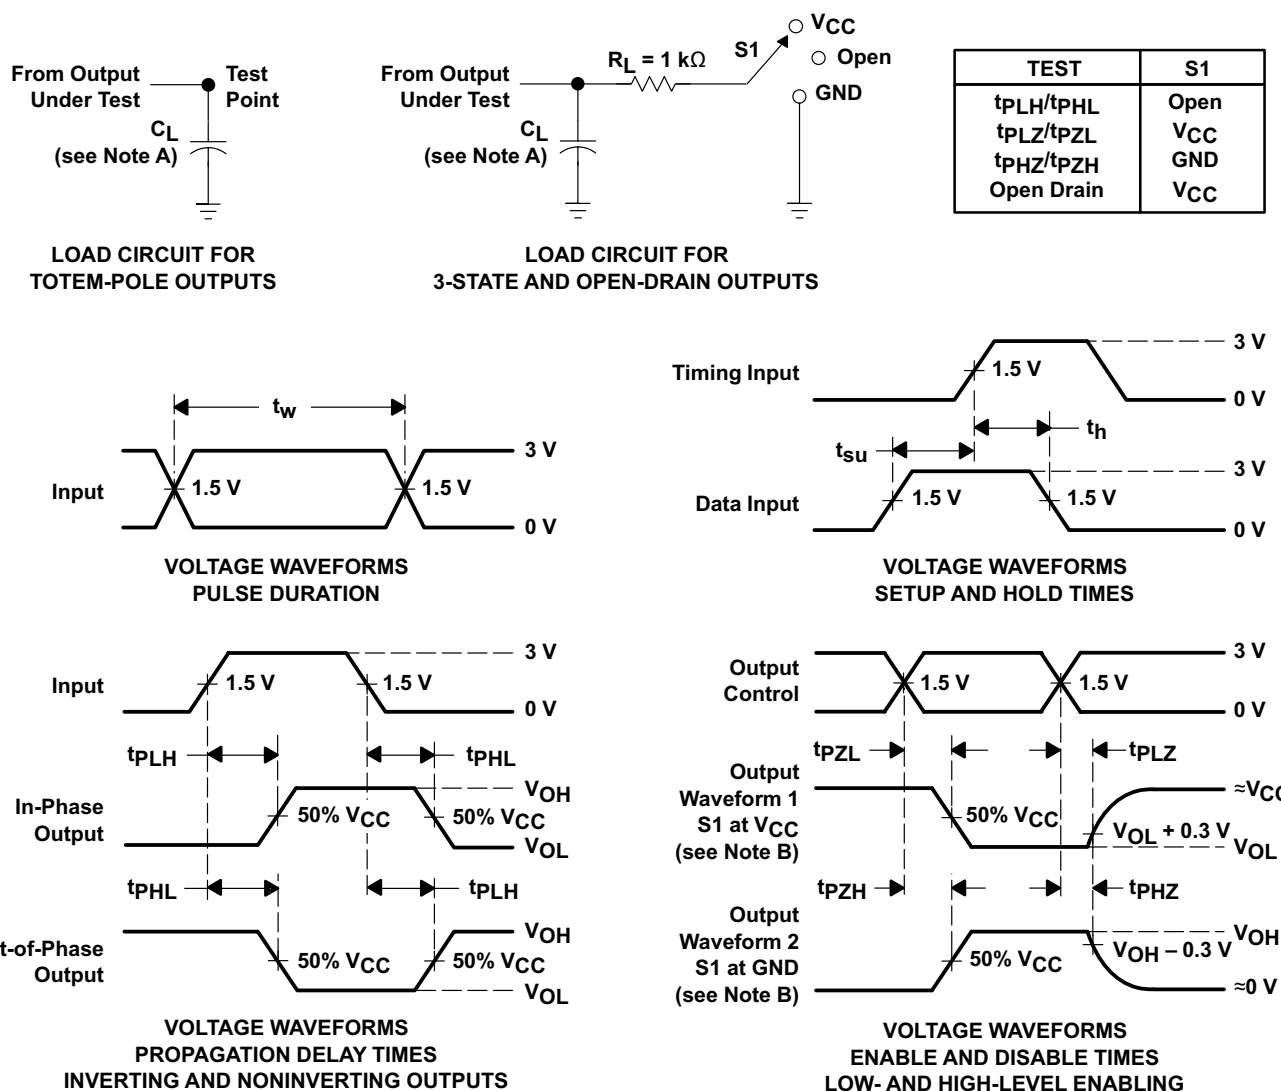 From Output
Under Test
Test
Point
CL
(see Note A)
LOAD CIRCUIT FOR
TOTEM-POLE OUTPUTS
From Output
Under Test
RL = 1 kΩ
S1
VCC
Open
GND
CL
(see Note A)
LOAD CIRCUIT FOR
3-STATE AND OPEN-DRAIN OUTPUTS
TEST S1
tPLH/tPHL Open
tPLZ/tPZL VCC
tPHZ/tPZH GND
Open Drain VCC
tw
Input
1.5 V
1.5 V
3 V
0 V
VOLTAGE WAVEFORMS
PULSE DURATION
Timing Input
1.5 V
3 V
0 V
tsu
th
Data Input
1.5 V
1.5 V
3 V
0 V
VOLTAGE WAVEFORMS
SETUP AND HOLD TIMES
Input
1.5 V
1.5 V
3 V
0 V
tPLH
tPHL
In-Phase
Output
50% VCC
50% VCC
VOH
VOL
tPHL
tPLH
t-of-Phase
Output
50% VCC
50% VCC
VOH
VOL
VOLTAGE WAVEFORMS
PROPAGATION DELAY TIMES
INVERTING AND NONINVERTING OUTPUTS
Output
Control
1.5 V
1.5 V
3 V
0 V
tPZL
tPLZ
Output
Waveform 1
S1 at VCC
(see Note B)
50% VCC
≈VCC
VOL + 0.3 V
VOL
tPZH
tPHZ
Output
Waveform 2
S1 at GND
(see Note B)
50% VCC
VOH
VOH − 0.3 V
≈0 V
VOLTAGE WAVEFORMS
ENABLE AND DISABLE TIMES
LOW- AND HIGH-LEVEL ENABLING